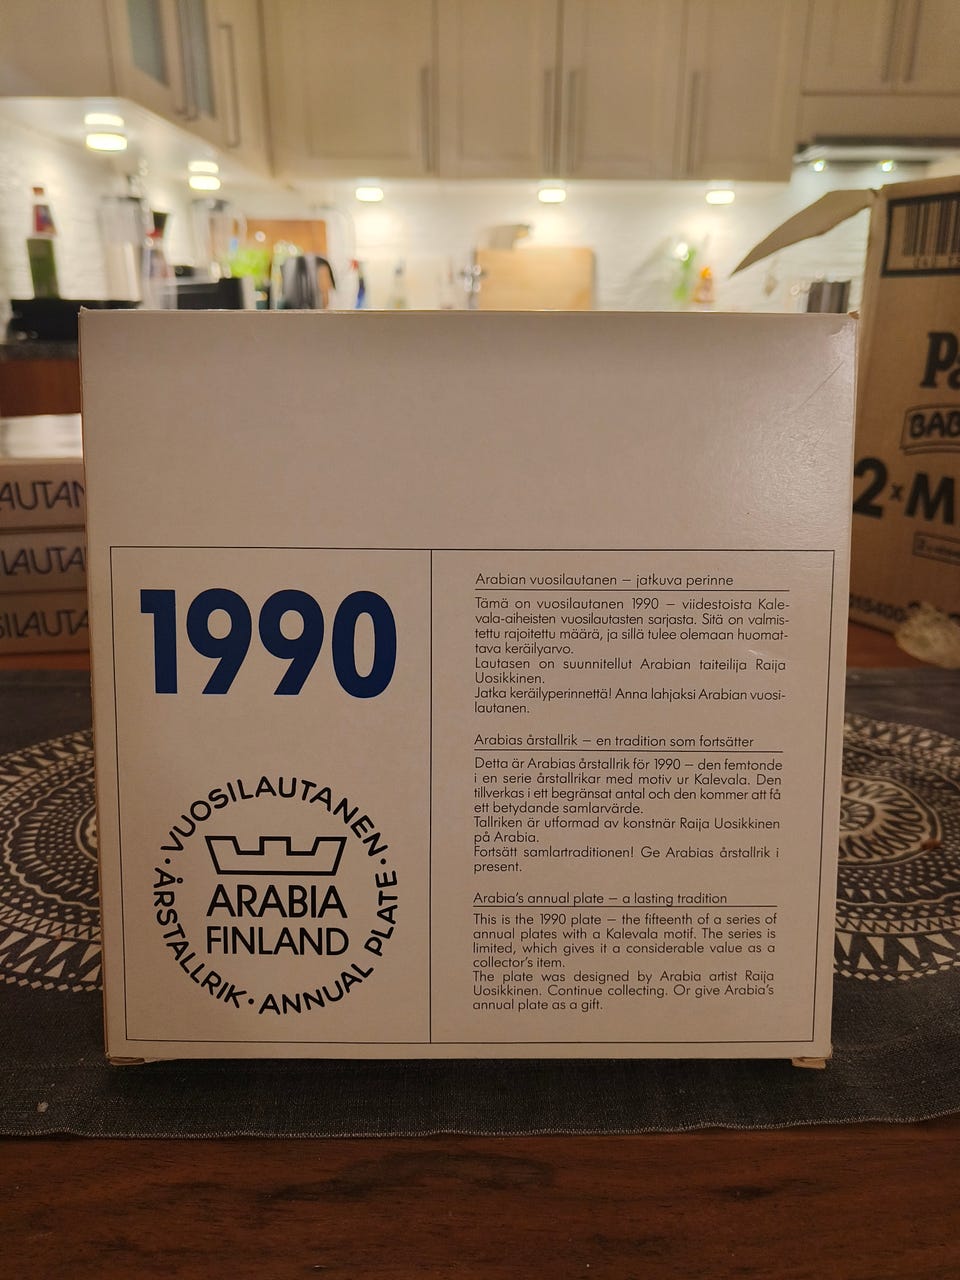 1990
VUOSILAUTANEN · ANNUAL PLATE · ÅRSTALLRIK ·
ARABIA
FINLAND
Arabian vuosilautanen – jatkuva perinne
Tämä on vuosilautanen 1990 – viidestoista Kale-
vala-aiheisten vuosilautasten sarjasta. Sitä on valmis-
tettu rajoitettu määrä, ja sillä tulee olemaan huomat-
tava keräilyarvo.
Lautasen on suunnitellut Arabian taiteilija Raija
Uosikkinen.
Jatka keräilyperinnettä! Anna lahjaksi Arabian vuosi-
lautanen.
Arabias årstallrik – en tradition som fortsätter
Detta är Arabias årstallrik för 1990 – den femtonde
i en serie årstallrikar med motiv ur Kalevala. Den
tillverkas i ett begränsat antal och den kommer att få
ett betydande samlarvärde.
Tallriken är utformad av konstnär Raija Uosikkinen
på Arabia.
Fortsätt samlartraditionen! Ge Arabias årstallrik i
present.
Arabia's annual plate – a lasting tradition
This is the 1990 plate – the fifteenth of a series of
annual plates with a Kalevala motif. The series is
limited, which gives it a considerable value as a
collector's item.
The plate was designed by Arabia artist Raija
Uosikkinen. Continue collecting. Or give Arabia's
annual plate as a gift.
AUTAN
LAUTA
SILAUTA
BAB
2×M